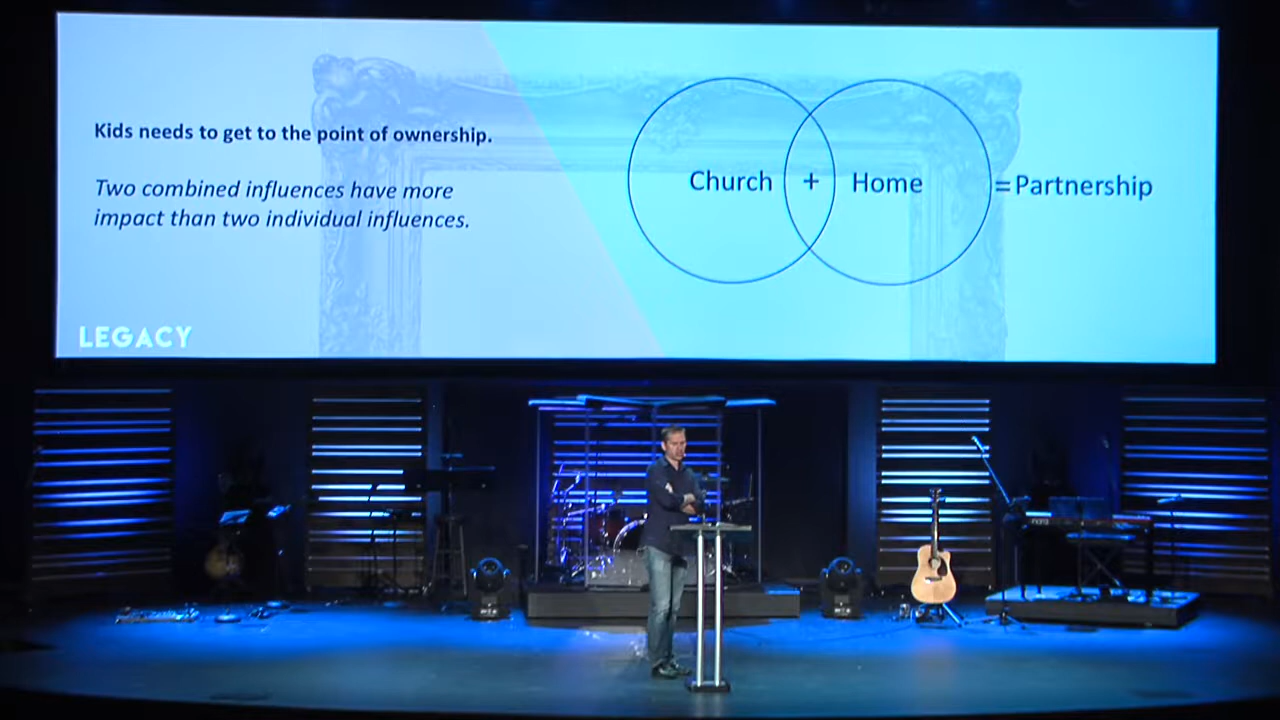 Kids needs to get to the point of ownership.
Two combined influences have more
impact than two individual influences.
Church + Home = Partnership
LEGACY
nord